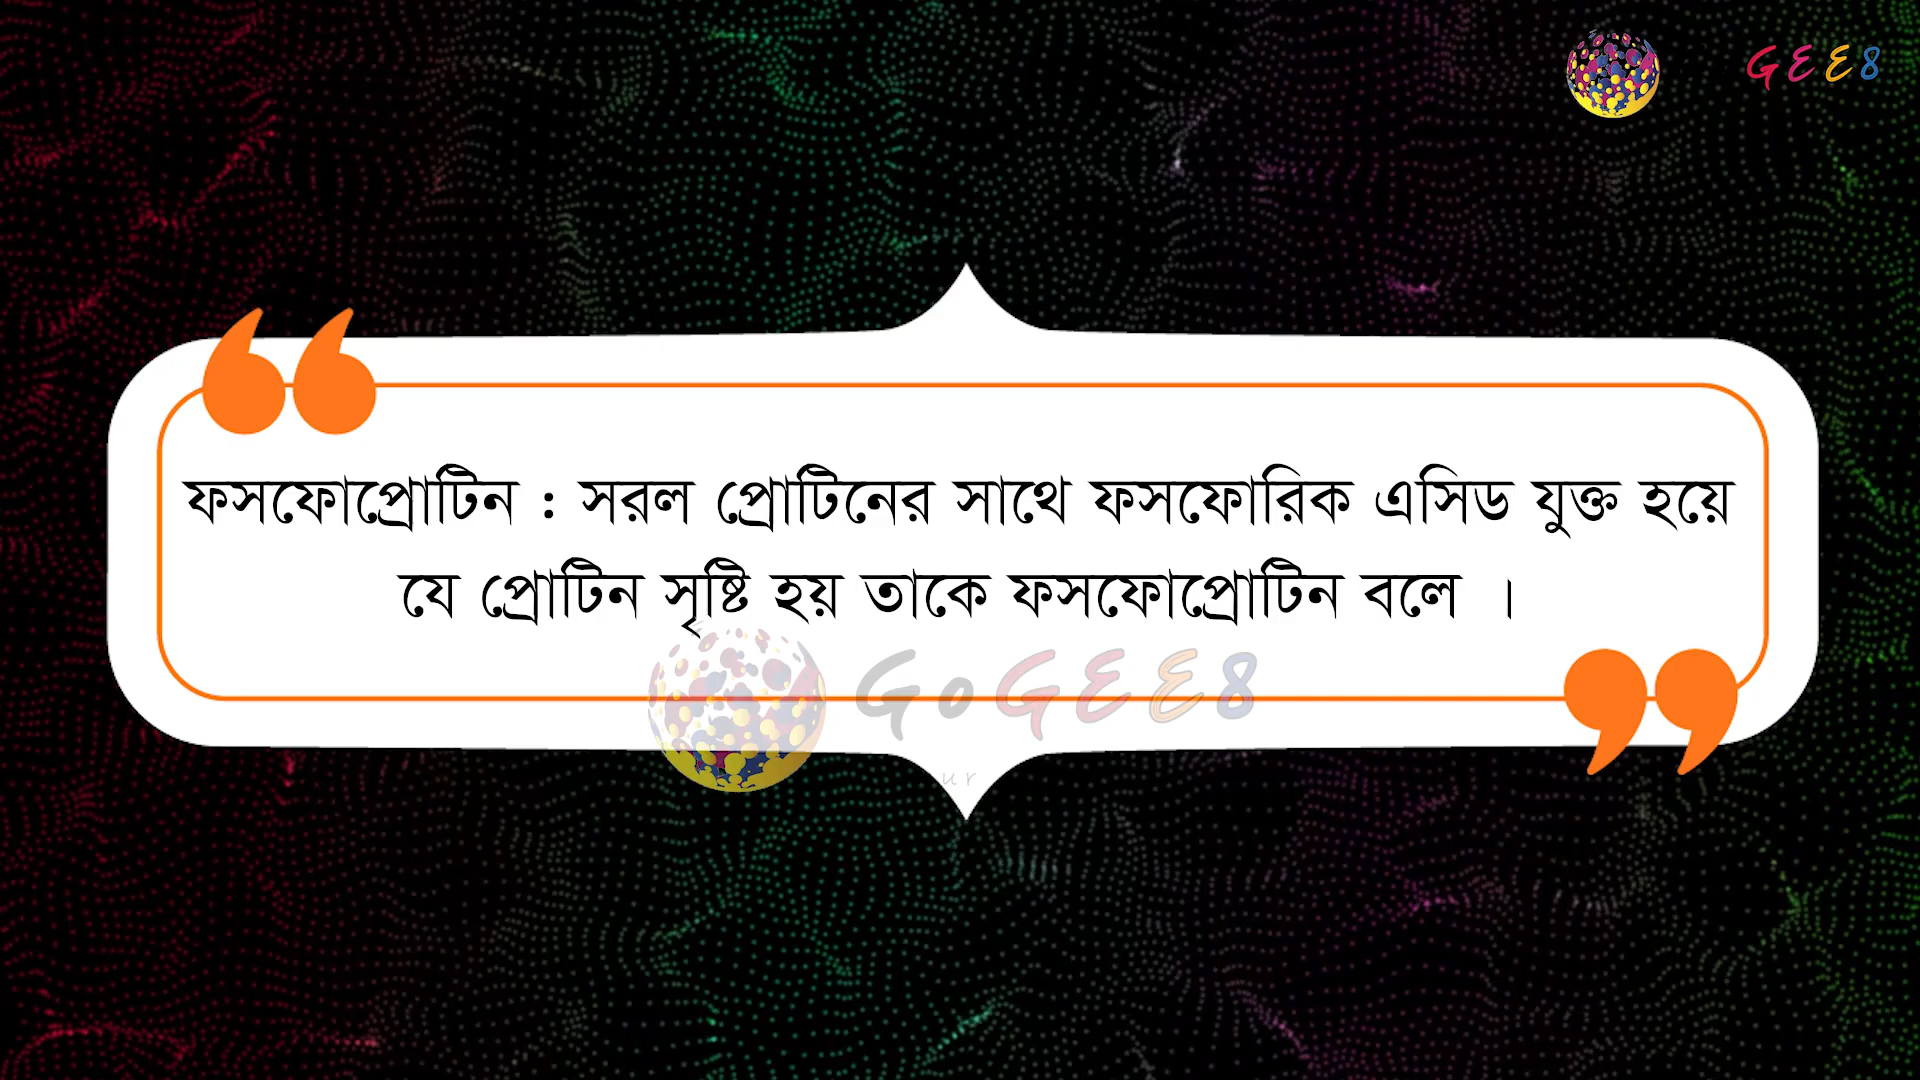 GEE8
ফসফোপ্রোটিন : সরল প্রোটিনের সাথে ফসফোরিক এসিড যুক্ত হয়ে
যে প্রোটিন সৃষ্টি হয় তাকে ফসফোপ্রোটিন বলে ।
GoGEE8